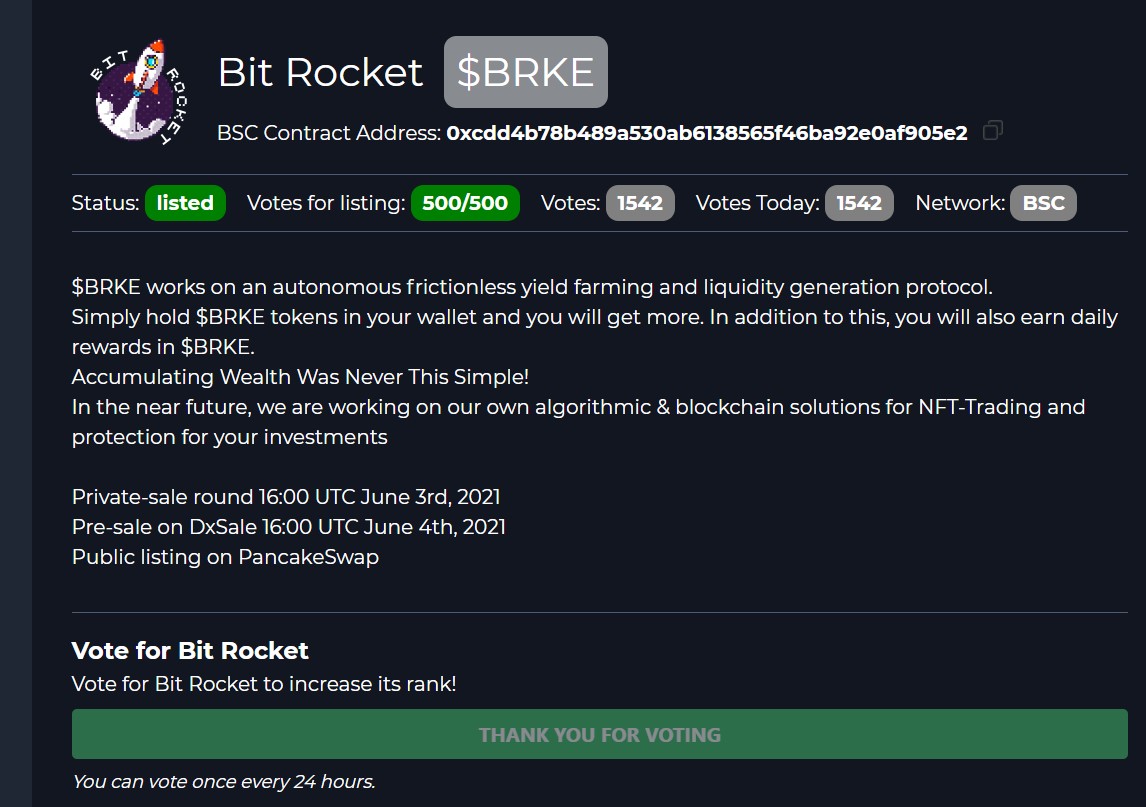 BIT ROCKET
Bit Rocket $BRKE
BSC Contract Address: 0xcdd4b78b489a530ab6138565f46ba92e0af905e2
Status: listed Votes for listing: 500/500 Votes: 1542 Votes Today: 1542 Network: BSC
$BRKE works on an autonomous frictionless yield farming and liquidity generation protocol.
Simply hold $BRKE tokens in your wallet and you will get more. In addition to this, you will also earn daily
rewards in $BRKE.
Accumulating Wealth Was Never This Simple!
In the near future, we are working on our own algorithmic & blockchain solutions for NFT-Trading and
protection for your investments
Private-sale round 16:00 UTC June 3rd, 2021
Pre-sale on DxSale 16:00 UTC June 4th, 2021
Public listing on PancakeSwap
Vote for Bit Rocket
Vote for Bit Rocket to increase its rank!
THANK YOU FOR VOTING
You can vote once every 24 hours.